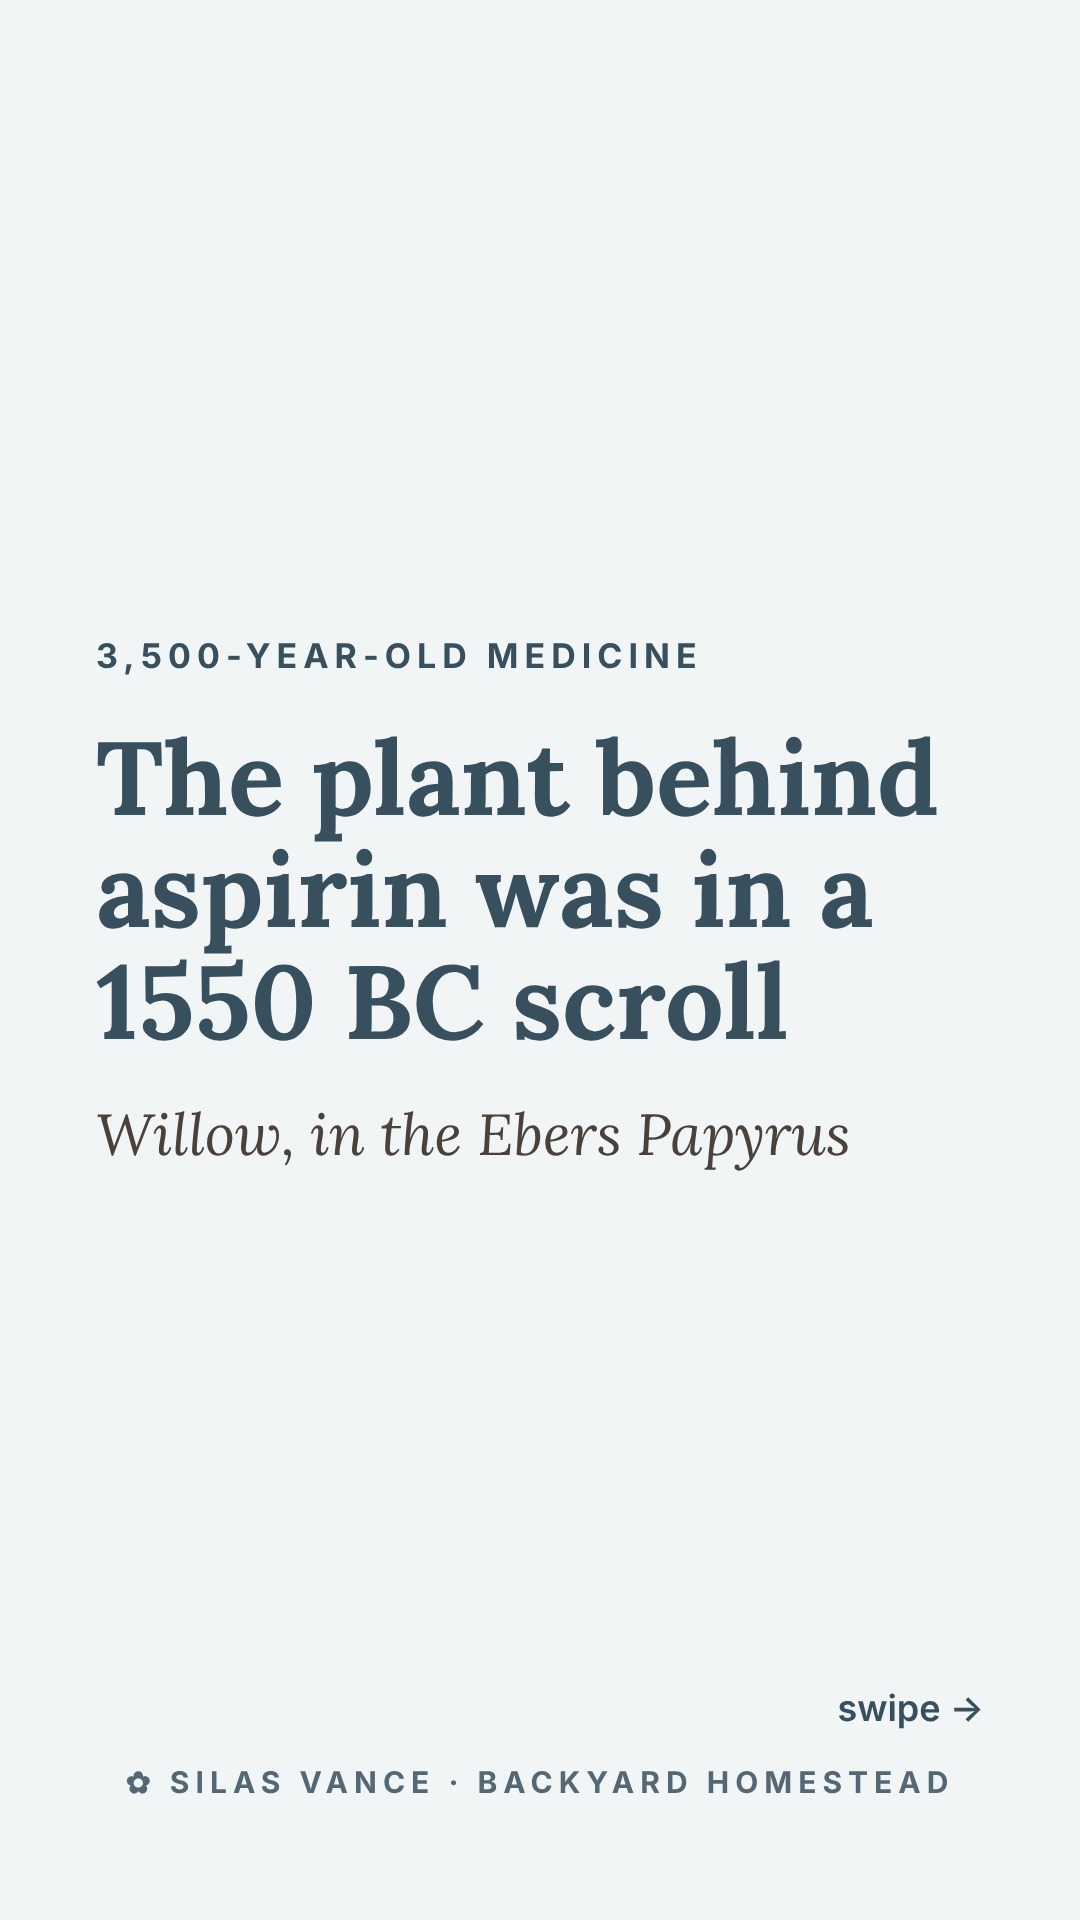 3,500-YEAR-OLD MEDICINE
The plant behind
aspirin was in a
1550 BC scroll
Willow, in the Ebers Papyrus
swipe →
✿ SILAS VANCE · BACKYARD HOMESTEAD